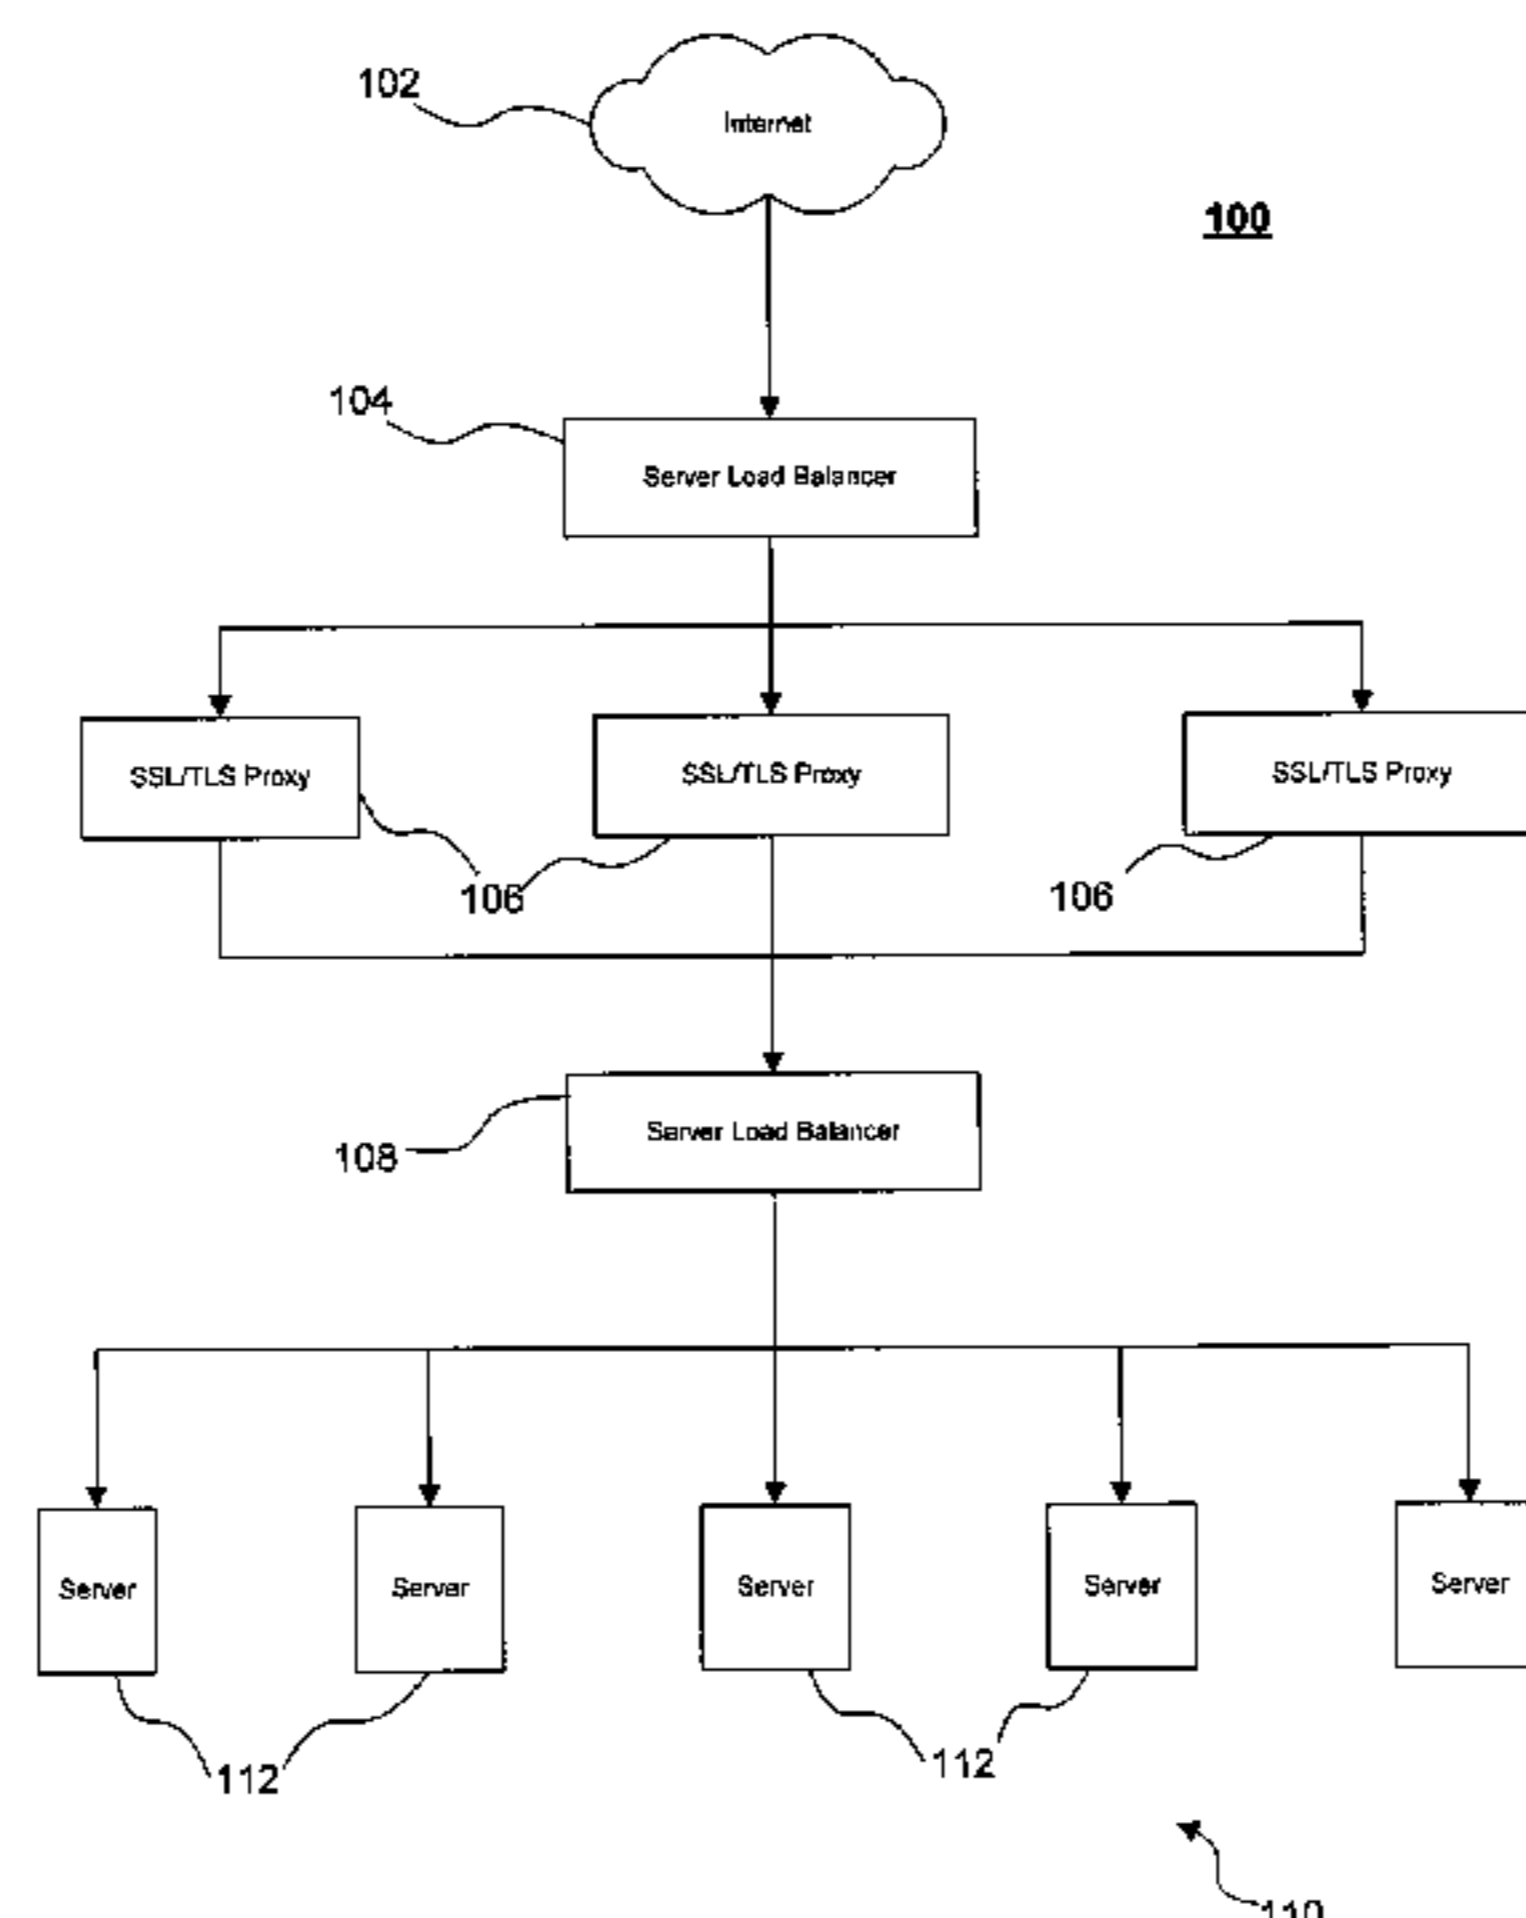 102
Internet
100
104
Server Load Balancer
SSL/TLS Proxy
SSL/TLS Proxy
SSL/TLS Proxy
106
106
Server Load Balancer
108
Server
Server
Server
Server
Server
112
112
110